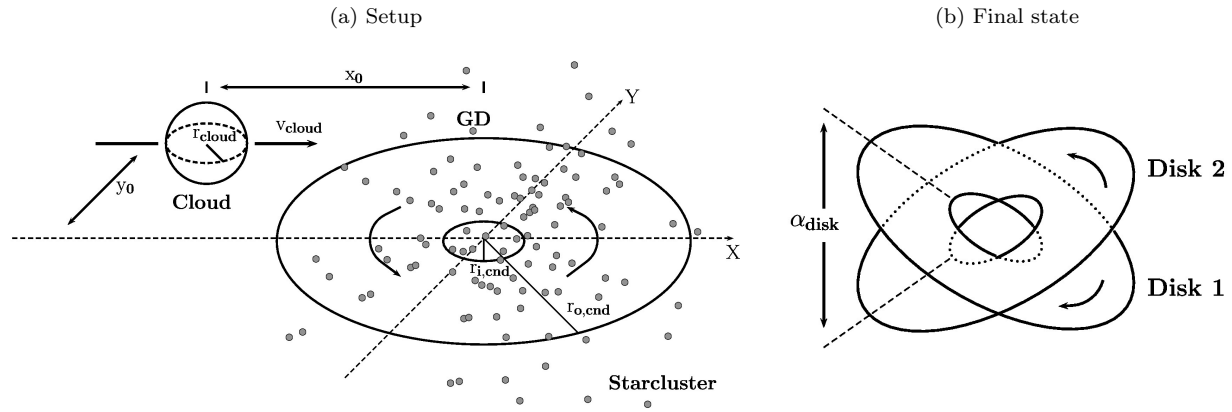 (a) Setup
(b) Final state
x0
GD
Y
rcloud
vcloud
y0
Cloud
X
ri,cnd
ro,cnd
Starcluster
αdisk
Disk 2
Disk 1